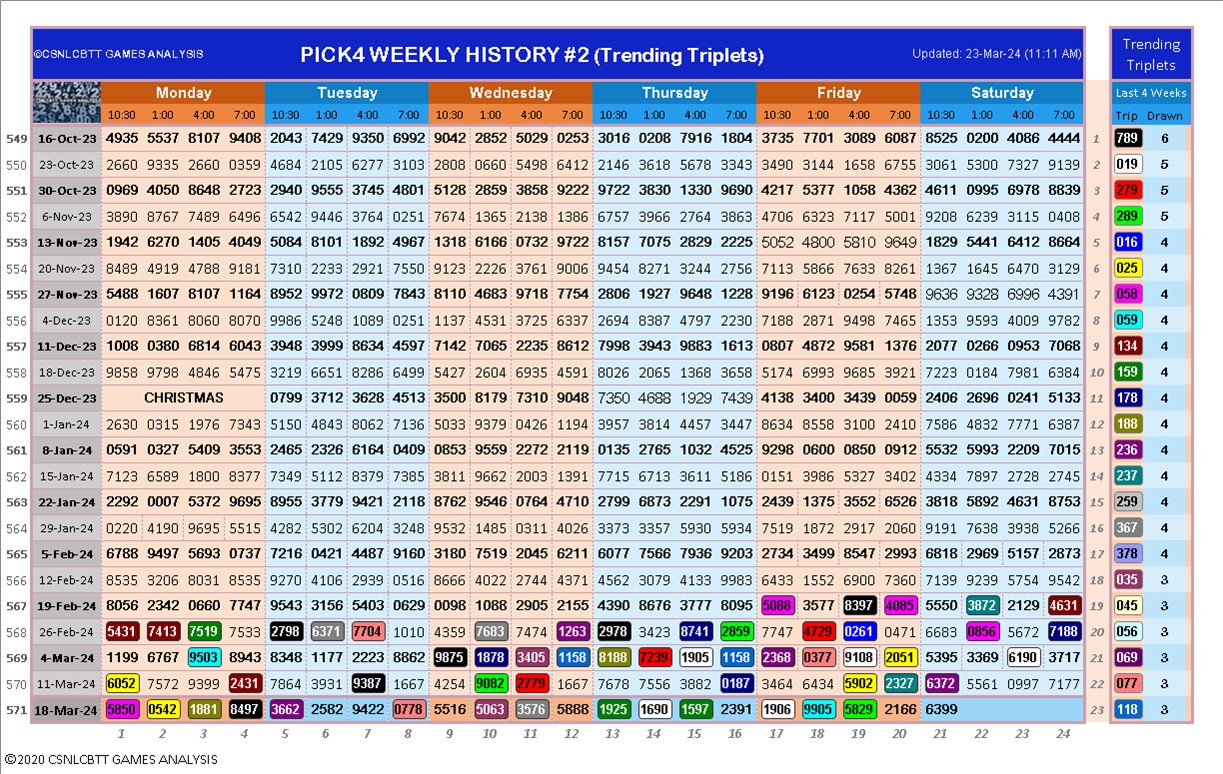 ©CSNLCBTT GAMES ANALYSIS PICK4 WEEKLY HISTORY #2 (Trending Triplets) Updated: 23-Mar-24 (11:11 AM) Trending Triplets
Monday Tuesday Wednesday Thursday Friday Saturday Last 4 Weeks
10:30 1:00 4:00 7:00 10:30 1:00 4:00 7:00 10:30 1:00 4:00 7:00 10:30 1:00 4:00 7:00 10:30 1:00 4:00 7:00 10:30 1:00 4:00 7:00 Trip Drawn
549 16-Oct-23 4935 5537 8107 9408 2043 7429 9350 6992 9042 2852 5029 0253 3016 0208 7916 1804 3735 7701 3089 6087 8525 0200 4086 4444 1 789 6
550 23-Oct-23 2660 9335 2660 0359 4684 2105 6277 3103 2808 0660 5498 6412 2146 3618 5678 3343 3490 3144 1658 6755 3061 5300 7327 9139 2 019 5
551 30-Oct-23 0969 4050 8648 2723 2940 9555 3745 4801 5128 2859 3858 9222 9722 3830 1330 9690 4217 5377 1058 4362 4611 0995 6978 8839 3 279 5
552 6-Nov-23 3890 8767 7489 6496 6542 9446 3764 0251 7674 1365 2138 1386 6757 3966 2764 3863 4706 6323 7117 5001 9208 6239 3115 0408 4 289 5
553 13-Nov-23 1942 6270 1405 4049 5084 8101 1892 4967 1318 6166 0732 9722 8157 7075 2829 2225 5052 4800 5810 9649 1829 5441 6412 8664 5 016 4
554 20-Nov-23 8489 4919 4788 9181 7310 2233 2921 7550 9123 2226 3761 9006 9454 8271 3244 2756 7113 5866 7633 8261 1367 1645 6470 3129 6 025 4
555 27-Nov-23 5488 1607 8107 1164 8952 9972 0809 7843 8110 4683 9718 7754 2806 1927 9648 1228 9196 6123 0254 5748 9636 9328 6996 4391 7 058 4
556 4-Dec-23 0120 8361 8060 8070 9986 5248 1089 0251 1137 4531 3725 6337 2694 8387 4797 2230 7188 2871 9498 7465 1353 9593 4009 9782 8 059 4
557 11-Dec-23 1008 0380 6814 6043 3948 3999 8634 4597 7142 7065 2235 8612 7998 3943 9883 1613 0807 4872 9581 1376 2077 0266 0953 7068 9 134 4
558 18-Dec-23 9858 9798 4846 5475 3219 6651 8286 6499 5427 2604 6935 4591 8026 2065 1368 3658 5174 6993 9685 3921 7223 0184 7981 6384 10 159 4
559 25-Dec-23 CHRISTMAS 0799 3712 3628 4513 3500 8179 7310 9048 7350 4688 1929 7439 4138 3400 3439 0059 2406 2696 0241 5133 11 178 4
560 1-Jan-24 2630 0315 1976 7343 5150 4843 8062 7136 5033 9379 0426 1194 3957 3814 4457 3447 8634 8558 3100 2410 7586 4832 7771 6387 12 188 4
561 8-Jan-24 0591 0327 5409 3553 2465 2326 6164 0409 0853 9559 2272 2119 0135 2765 1032 4525 9298 0600 0850 0912 5532 5993 2209 7015 13 236 4
562 15-Jan-24 7123 6589 1800 8377 7349 5112 8379 7385 3811 9662 2003 1391 7715 6713 3611 5186 0151 3986 5327 3402 4334 7897 2728 2745 14 237 4
563 22-Jan-24 2292 0007 5372 9695 8955 3779 9421 2118 8762 9546 0764 4710 2799 6873 2291 1075 2439 1375 3552 6526 3818 5892 4631 8753 15 259 4
564 29-Jan-24 0220 4190 9695 5515 4282 5302 6204 3248 9532 1485 0311 4026 3373 3357 5930 5934 7519 1872 2917 2060 9191 7638 3938 5266 16 367 4
565 5-Feb-24 6788 9497 5693 0737 7216 0421 4487 9160 3180 7519 2045 6211 6077 7566 7936 9203 2734 3499 8547 2993 6818 2969 5157 2873 17 378 4
566 12-Feb-24 8535 3206 8031 8535 9270 4106 2939 0516 8666 4022 2744 4371 4562 3079 4133 9983 6433 1552 6900 7360 7139 9239 5754 9542 18 035 3
567 19-Feb-24 8056 2342 0660 7747 9543 3156 5403 0629 0098 1088 2905 2155 4390 8676 3777 8095 5088 3577 8397 4085 5550 3872 2129 4631 19 045 3
568 26-Feb-24 5431 7413 7519 7533 2798 6371 7704 1010 4359 7683 7474 1263 2978 3423 8741 2859 7747 4729 0261 0471 6683 0856 5672 7188 20 056 3
569 4-Mar-24 1199 6767 9503 8943 8348 1177 2223 8862 9875 1878 3405 1158 8188 7239 1905 1158 2368 0377 9108 2051 5395 3369 6190 3717 21 069 3
570 11-Mar-24 6052 7572 9399 2431 7864 3931 9387 1667 4254 9082 2779 1667 7678 7556 3882 0187 3464 6434 5902 2327 6372 5561 0997 7177 22 077 3
571 18-Mar-24 5850 0542 1881 8497 3662 2582 9422 0778 5516 5063 3576 5888 1925 1690 1597 2391 1906 9905 5829 2166 6399 23 118 3
1 2 3 4 5 6 7 8 9 10 11 12 13 14 15 16 17 18 19 20 21 22 23 24
©2020 CSNLCBTT GAMES ANALYSIS